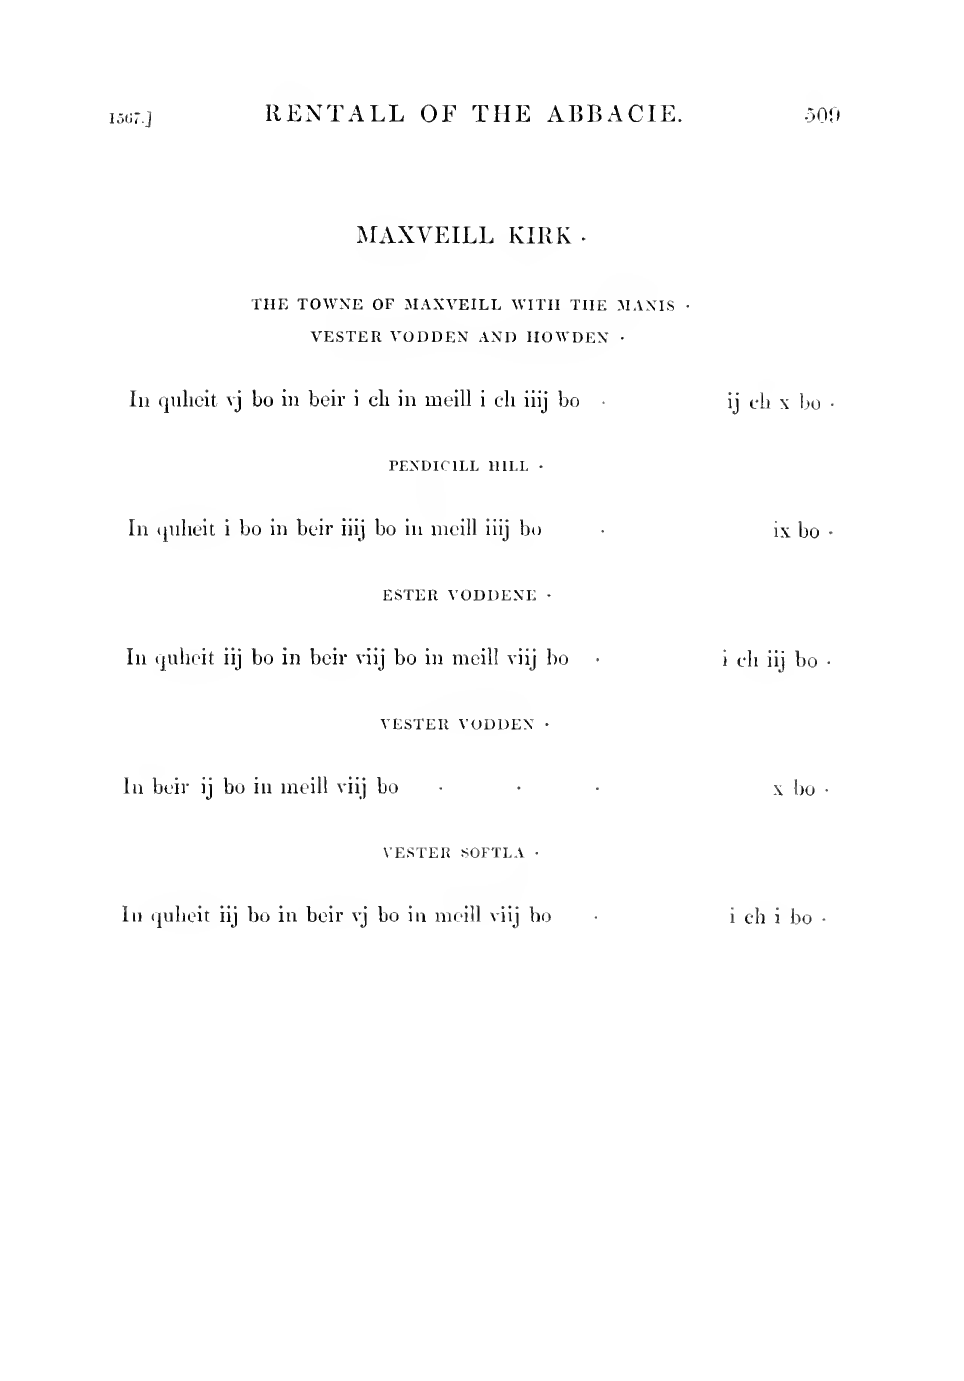 1567.] RENTALL OF THE ABBACIE. 509
MAXVEILL KIRK ·
THE TOWNE OF MAXVEILL WITH THE MANIS ·
VESTER VODDEN AND HOWDEN ·
In quheit vj bo in beir i ch in meill i ch iiij bo · ij ch x bo ·
PENDICILL HILL ·
In quheit i bo in beir iiij bo in meill iiij bo · ix bo ·
ESTER VODDENE ·
In quheit iij bo in beir viij bo in meill viij bo · i ch iij bo ·
VESTER VODDEN ·
In beir ij bo in meill viij bo · · · x bo ·
VESTER SOFTLA ·
In quheit iij bo in beir vj bo in meill viij bo · i ch i bo ·